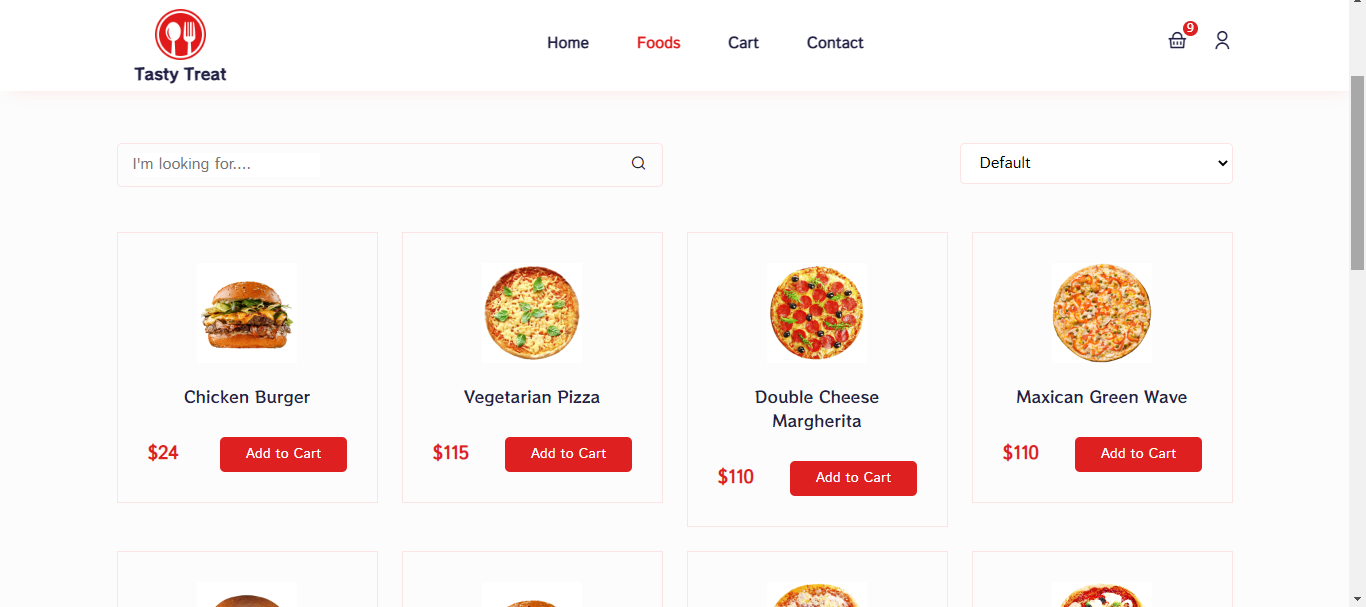 Tasty Treat
Home
Foods
Cart
Contact
9
I'm looking for....
Default
Chicken Burger
$24
Add to Cart
Vegetarian Pizza
$115
Add to Cart
Double Cheese
Margherita
$110
Add to Cart
Maxican Green Wave
$110
Add to Cart